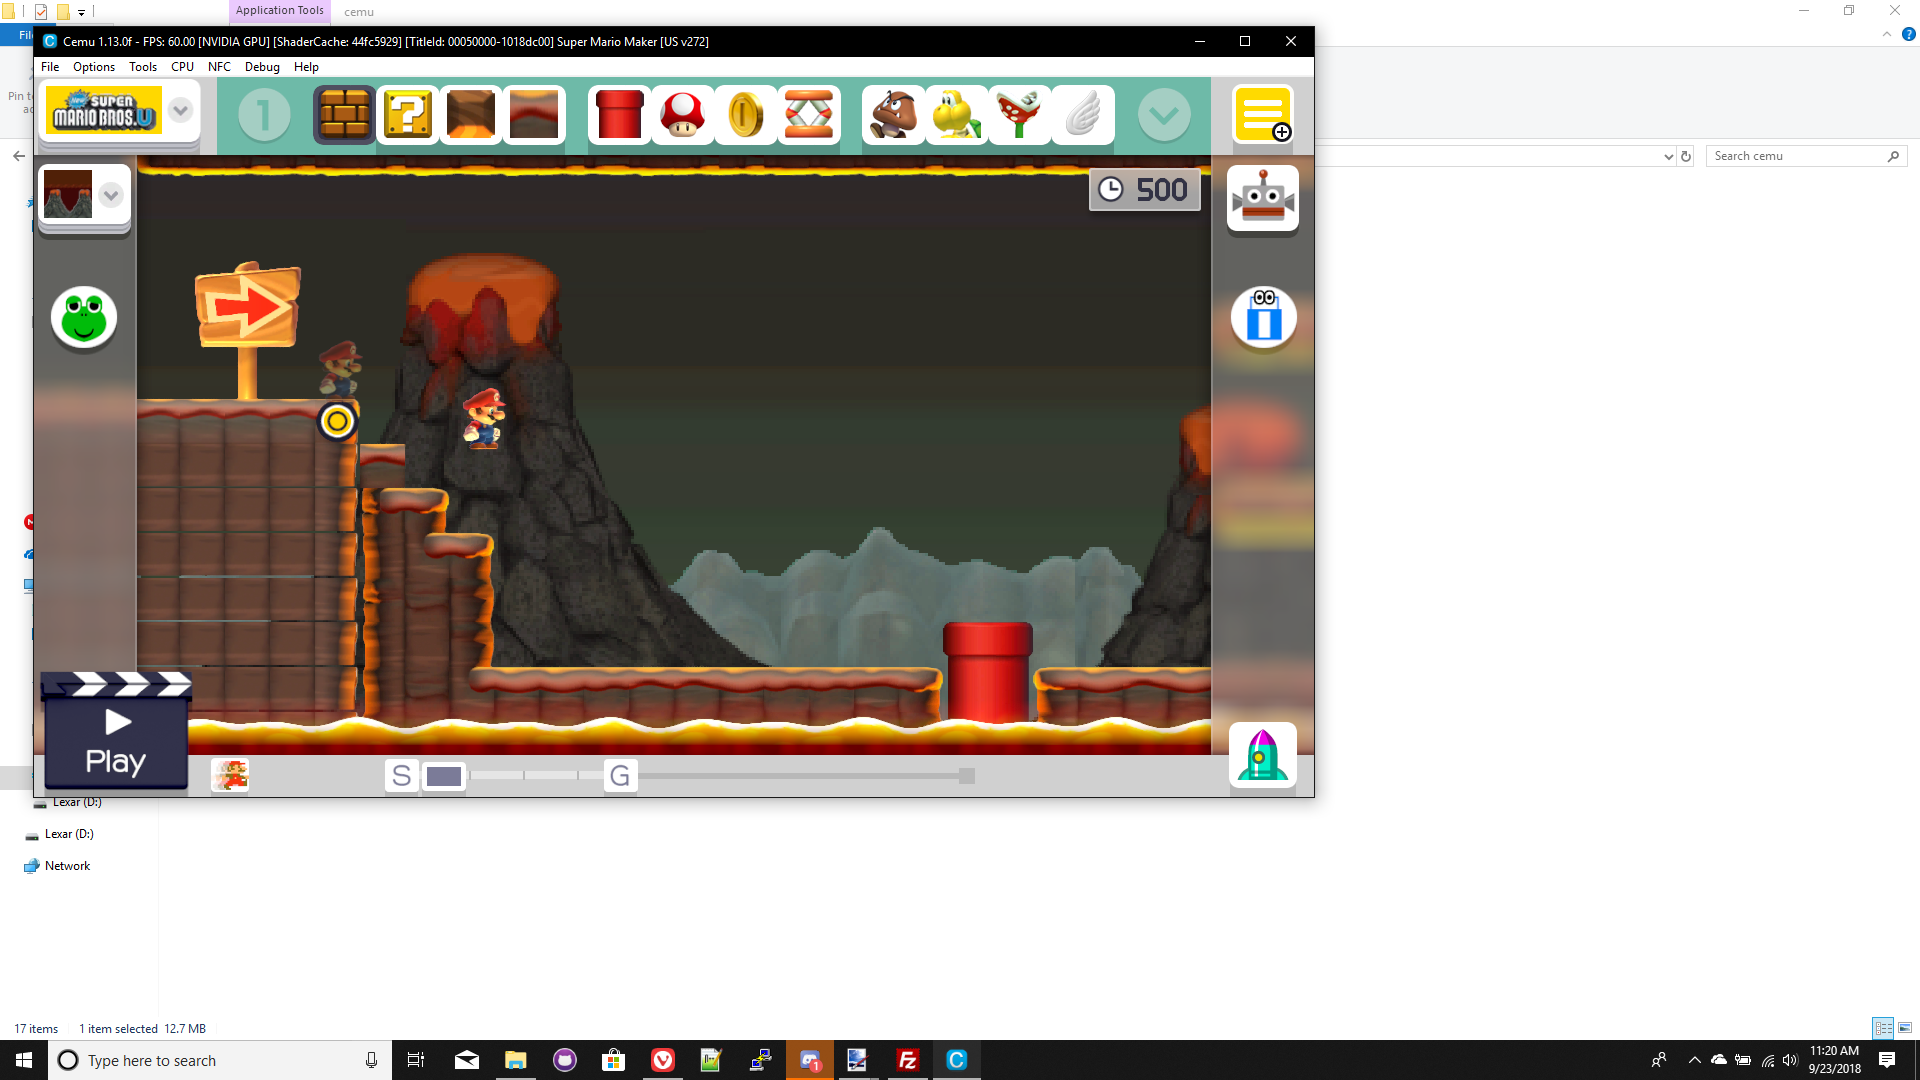 Application Tools
cemu
Cemu 1.13.0f - FPS: 60.00 [NVIDIA GPU] [ShaderCache: 44fc5929] [TitleId: 00050000-1018dc00] Super Mario Maker [US v272]
File Options Tools CPU NFC Debug Help
New SUPER MARIO BROS. U
1
?
Search cemu
500
Play
S
G
Lexar (D:)
Lexar (D:)
Network
17 items 1 item selected 12.7 MB
Type here to search
1
Fz
C
11:20 AM
9/23/2018